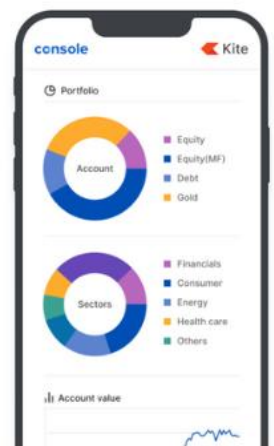 console Kite
Portfolio
Account
Equity
Equity(MF)
Debt
Gold
Sectors
Financials
Consumer
Energy
Health care
Others
Account value